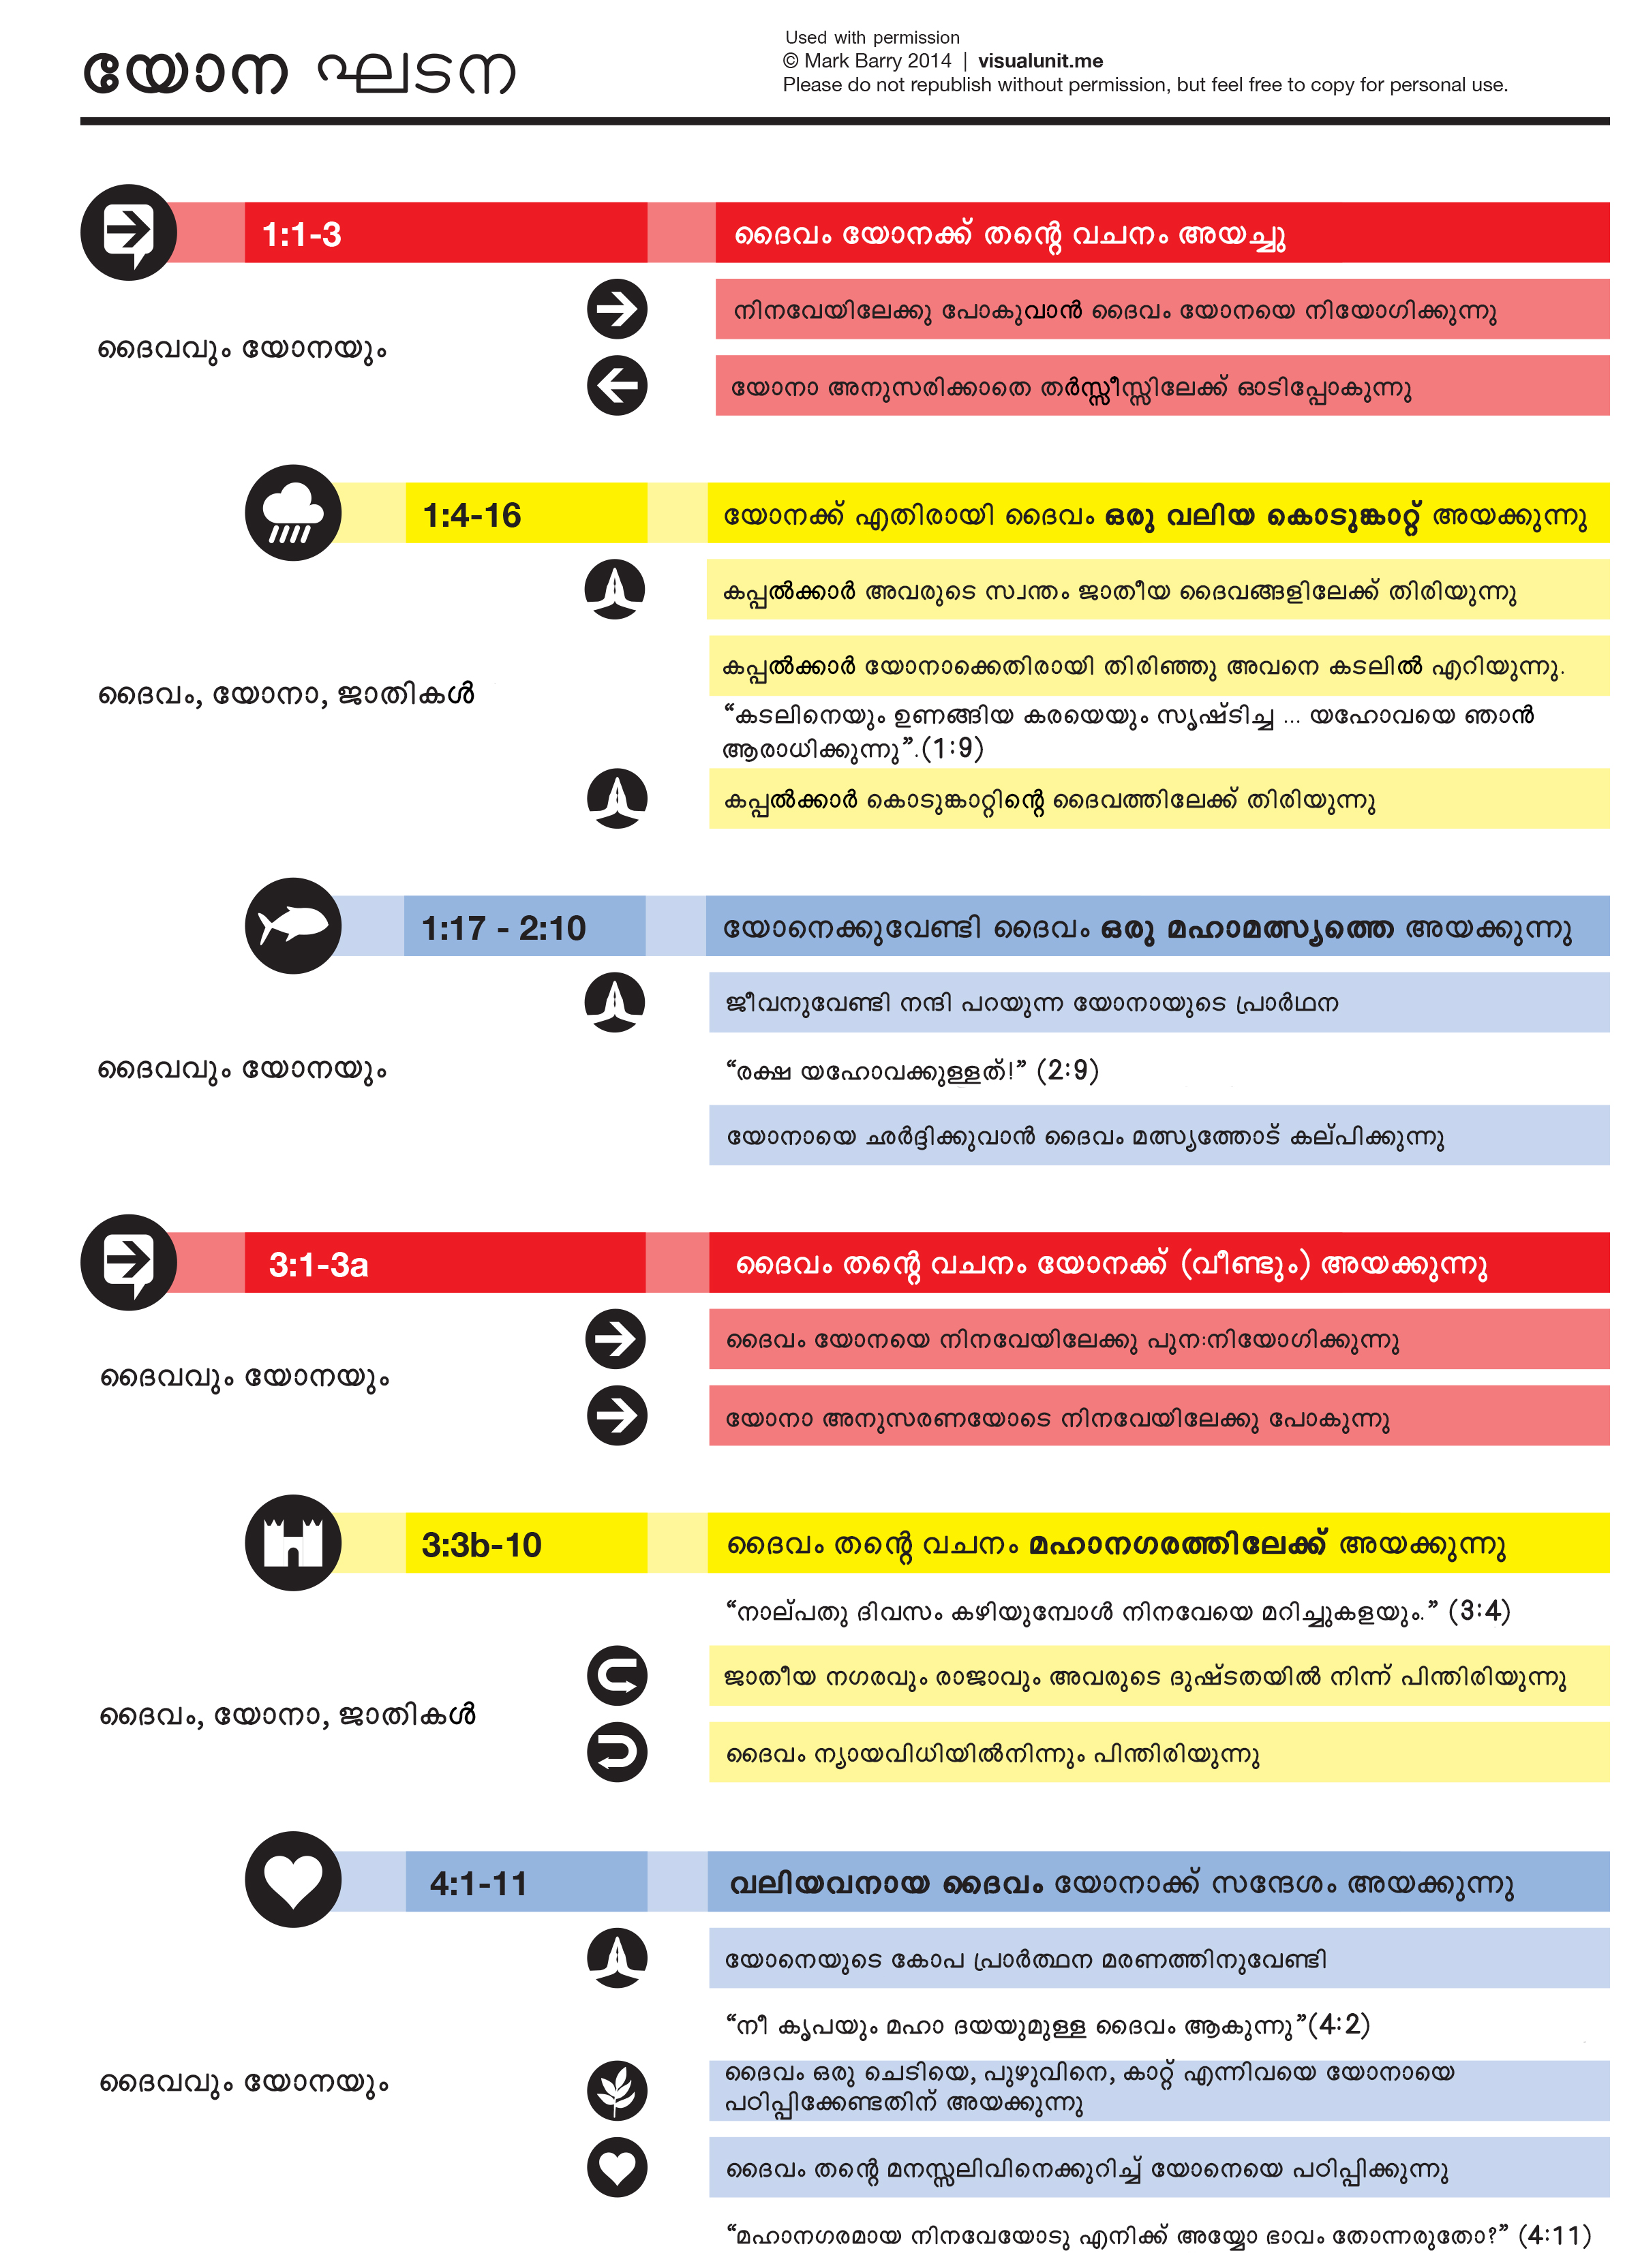 യോന ഘടന
Used with permission
© Mark Barry 2014 | visualunit.me
Please do not republish without permission, but feel free to copy for personal use.
1:1-3
ദൈവം യോനക്ക് തന്റെ വചനം അയച്ചു
നിനവേയിലേക്കു പോകുവാൻ ദൈവം യോനയെ നിയോഗിക്കുന്നു
ദൈവവും യോനയും
യോനാ അനുസരിക്കാതെ തർസ്സീസ്സിലേക്ക് ഓടിപ്പോകുന്നു
1:4-16
യോനക്ക് എതിരായി ദൈവം ഒരു വലിയ കൊടുങ്കാറ്റ് അയക്കുന്നു
കപ്പൽക്കാർ അവരുടെ സ്വന്തം ജാതീയ ദൈവങ്ങളിലേക്ക് തിരിയുന്നു
കപ്പൽക്കാർ യോനാക്കെതിരായി തിരിഞ്ഞു അവനെ കടലിൽ എറിയുന്നു.
ദൈവം, യോനാ, ജാതികൾ
“കടലിനെയും ഉണങ്ങിയ കരയെയും സൃഷ്ടിച്ച ... യഹോവയെ ഞാൻ
ആരാധിക്കുന്നു”.(1:9)
കപ്പൽക്കാർ കൊടുങ്കാറ്റിന്റെ ദൈവത്തിലേക്ക് തിരിയുന്നു
1:17 - 2:10
യോനെക്കുവേണ്ടി ദൈവം ഒരു മഹാമത്സ്യത്തെ അയക്കുന്നു
ജീവനുവേണ്ടി നന്ദി പറയുന്ന യോനായുടെ പ്രാർഥന
ദൈവവും യോനയും
“രക്ഷ യഹോവക്കുള്ളത്!” (2:9)
യോനായെ ഛർദ്ദിക്കുവാൻ ദൈവം മത്സ്യത്തോട് കല്പിക്കുന്നു
3:1-3a
ദൈവം തന്റെ വചനം യോനക്ക് (വീണ്ടും) അയക്കുന്നു
ദൈവം യോനയെ നിനവേയിലേക്കു പുന:നിയോഗിക്കുന്നു
ദൈവവും യോനയും
യോനാ അനുസരണയോടെ നിനവേയിലേക്കു പോകുന്നു
3:3b-10
ദൈവം തന്റെ വചനം മഹാനഗരത്തിലേക്ക് അയക്കുന്നു
“നാല്പതു ദിവസം കഴിയുമ്പോൾ നിനവേയെ മറിച്ചുകളയും.” (3:4)
ജാതീയ നഗരവും രാജാവും അവരുടെ ദുഷ്ടതയിൽ നിന്ന് പിന്തിരിയുന്നു
ദൈവം, യോനാ, ജാതികൾ
ദൈവം ന്യായവിധിയിൽനിന്നും പിന്തിരിയുന്നു
4:1-11
വലിയവനായ ദൈവം യോനാക്ക് സന്ദേശം അയക്കുന്നു
യോനെയുടെ കോപ പ്രാർത്ഥന മരണത്തിനുവേണ്ടി
“നീ കൃപയും മഹാ ദയയുമുള്ള ദൈവം ആകുന്നു”(4:2)
ദൈവവും യോനയും
ദൈവം ഒരു ചെടിയെ, പുഴുവിനെ, കാറ്റ് എന്നിവയെ യോനായെ
പഠിപ്പിക്കേണ്ടതിന് അയക്കുന്നു
ദൈവം തന്റെ മനസ്സലിവിനെക്കുറിച്ച് യോനെയെ പഠിപ്പിക്കുന്നു
“മഹാനഗരമായ നിനവേയോടു എനിക്ക് അയ്യോ ഭാവം തോന്നരുതോ?” (4:11)